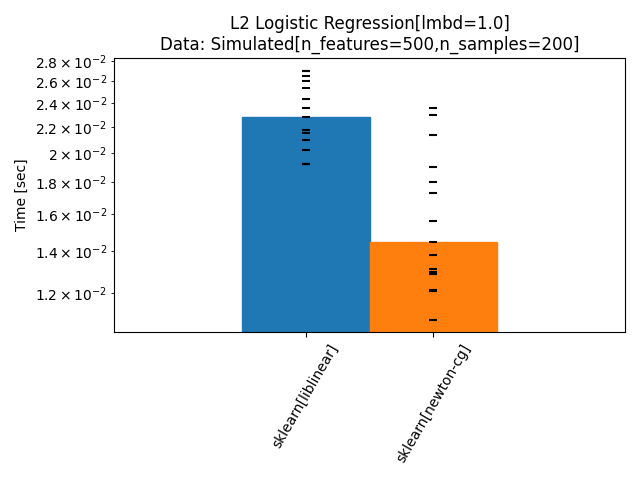 L2 Logistic Regression[lmbd=1.0]
Data: Simulated[n_features=500,n_samples=200]
Time [sec]
2.8 × 10⁻²
2.6 × 10⁻²
2.4 × 10⁻²
2.2 × 10⁻²
2 × 10⁻²
1.8 × 10⁻²
1.6 × 10⁻²
1.4 × 10⁻²
1.2 × 10⁻²
sklearn[liblinear]
sklearn[newton-cg]